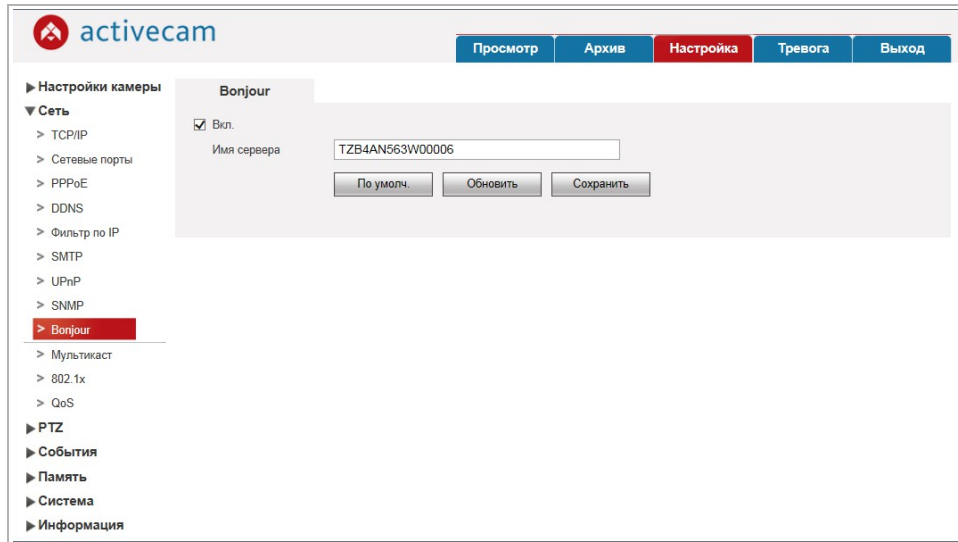 activecam
Просмотр Архив Настройка Тревога Выход
Настройки камеры
Сеть
> TCP/IP
> Сетевые порты
> PPPoE
> DDNS
> Фильтр по IP
> SMTP
> UPnP
> SNMP
> Bonjour
> Мультикаст
> 802.1x
> QoS
PTZ
События
Память
Система
Информация
Bonjour
Вкл.
Имя сервера TZB4AN563W00006
По умолч. Обновить Сохранить